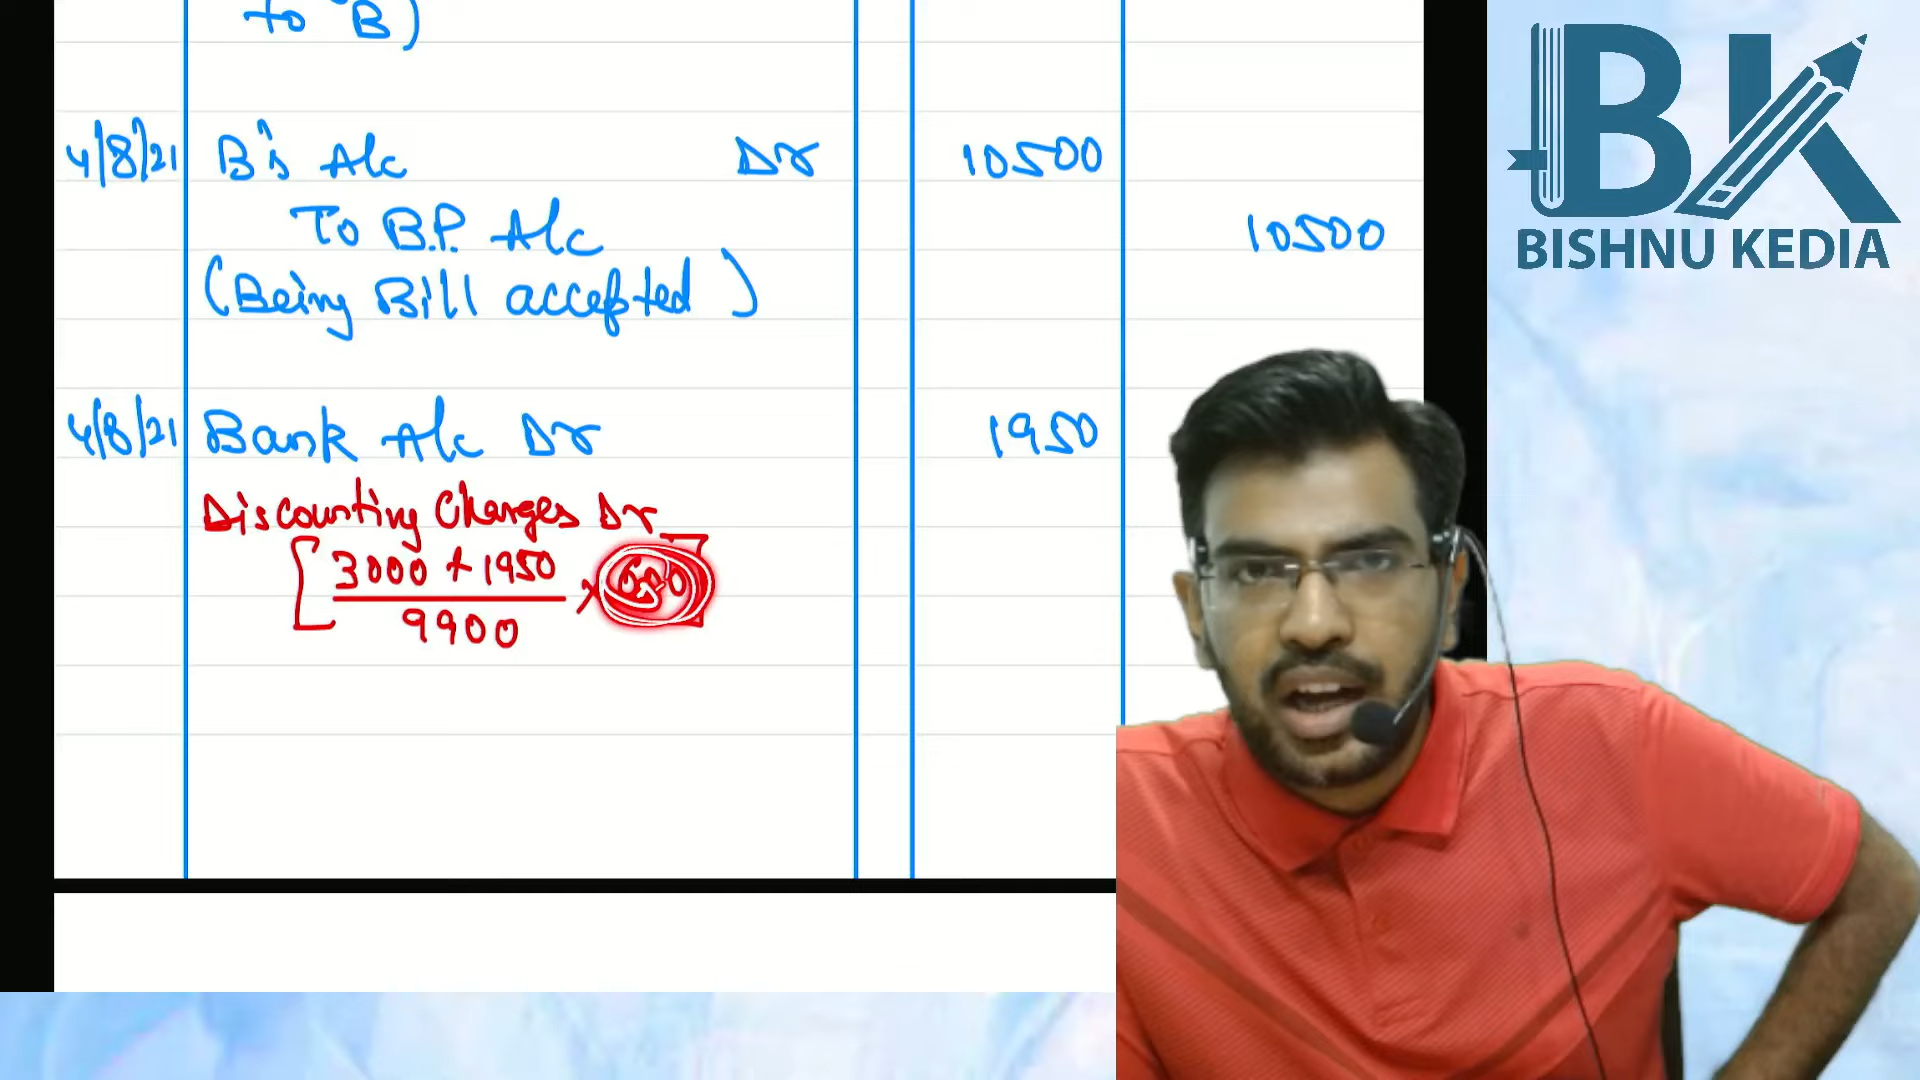 to B)
4/8/21 B's A/c Dr 10500
To B.P. A/c 10500
(Being Bill accepted)
4/8/21 Bank A/c Dr 1950
Discounting Charges Dr
[3000 + 1950
9900 ×
BK
BISHNU KEDIA